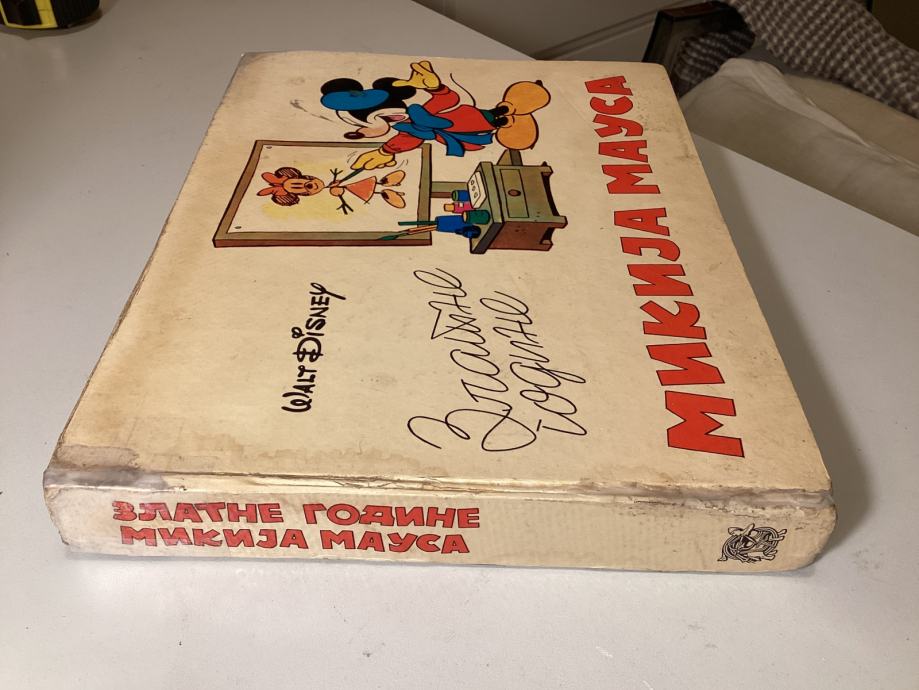 WALT DISNEY
Златне
године
МИКИЈА МАУСА
ЗЛАТНЕ ГОДИНЕ
МИКИЈА МАУСА